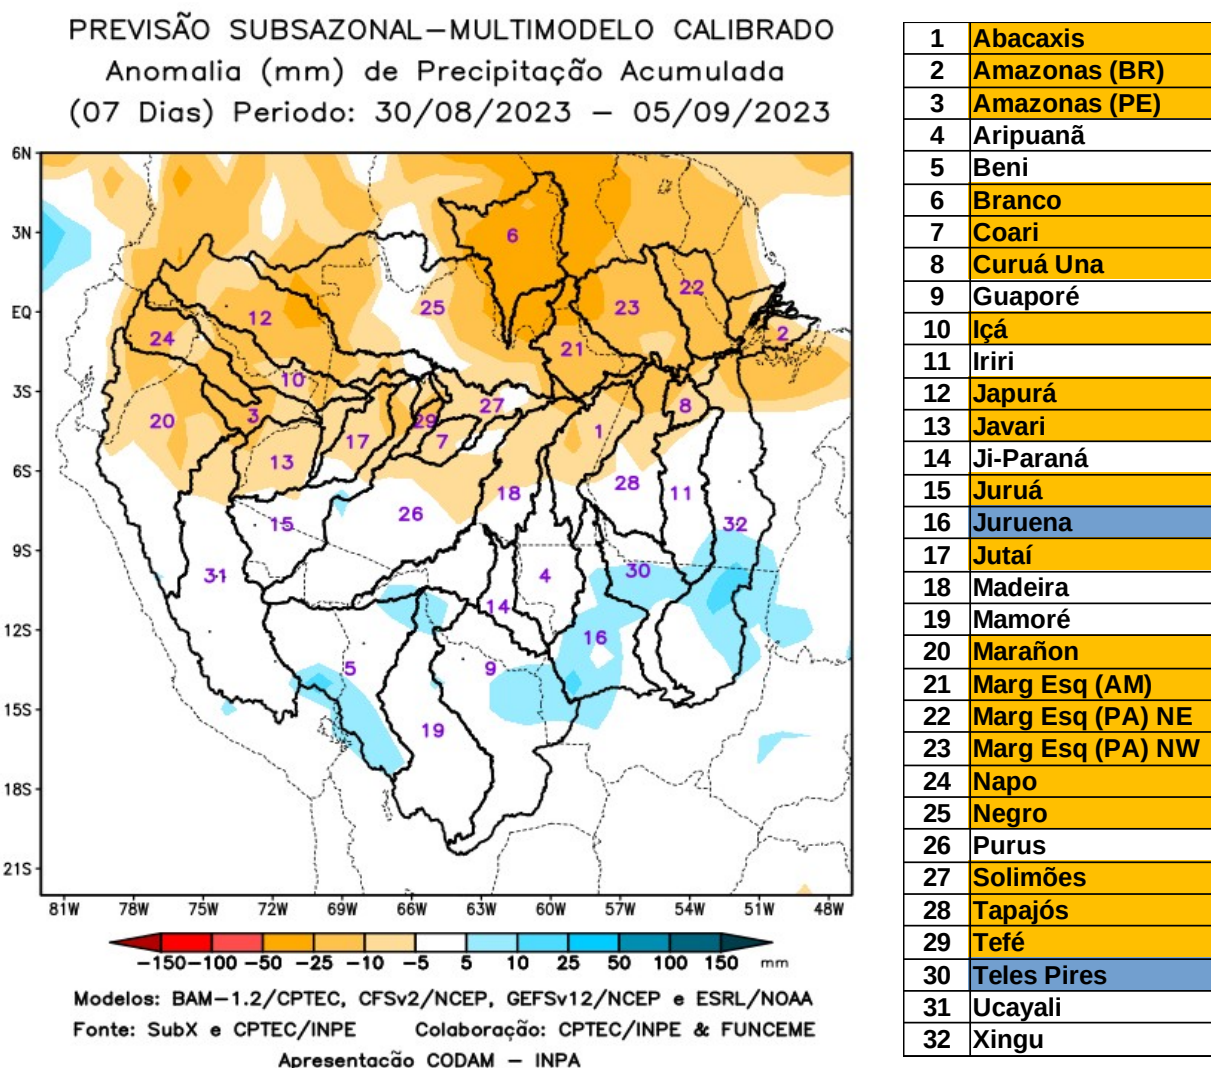 PREVISÃO SUBSAZONAL–MULTIMODELO CALIBRADO
Anomalia (mm) de Precipitação Acumulada
(07 Dias) Periodo: 30/08/2023 – 05/09/2023
6N
3N
EQ
3S
6S
9S
12S
15S
18S
21S
81W 78W 75W 72W 69W 66W 63W 60W 57W 54W 51W 48W
6
25
12
23
22
2
24
21
10
27
3
20
29
8
17
7
1
13
18
28
11
15
26
32
31
4
30
14
16
5
9
19
−150 −100 −50 −25 −10 −5 5 10 25 50 100 150 mm
Modelos: BAM−1.2/CPTEC, CFSv2/NCEP, GEFSv12/NCEP e ESRL/NOAA
Fonte: SubX e CPTEC/INPE Colaboração: CPTEC/INPE & FUNCEME
Apresentação CODAM – INPA
1 Abacaxis
2 Amazonas (BR)
3 Amazonas (PE)
4 Aripuanã
5 Beni
6 Branco
7 Coari
8 Curuá Una
9 Guaporé
10 Içá
11 Iriri
12 Japurá
13 Javari
14 Ji-Paraná
15 Juruá
16 Juruena
17 Jutaí
18 Madeira
19 Mamoré
20 Marañon
21 Marg Esq (AM)
22 Marg Esq (PA) NE
23 Marg Esq (PA) NW
24 Napo
25 Negro
26 Purus
27 Solimões
28 Tapajós
29 Tefé
30 Teles Pires
31 Ucayali
32 Xingu